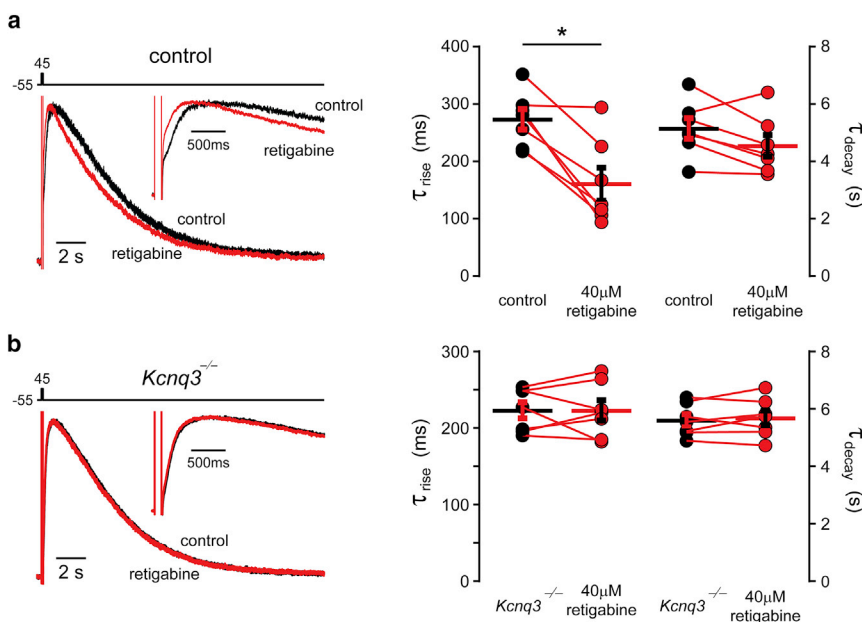 a
control
45
-55
control
500ms
retigabine
control
2 s
retigabine
*
400
300
200
100
0
τrise (ms)
8
6
4
2
0
τdecay (s)
control
40μM
retigabine
control
40μM
retigabine
b
Kcnq3−/−
45
-55
500ms
control
2 s
retigabine
300
200
100
0
τrise (ms)
8
6
4
2
0
τdecay (s)
Kcnq3−/−
40μM
retigabine
Kcnq3−/−
40μM
retigabine